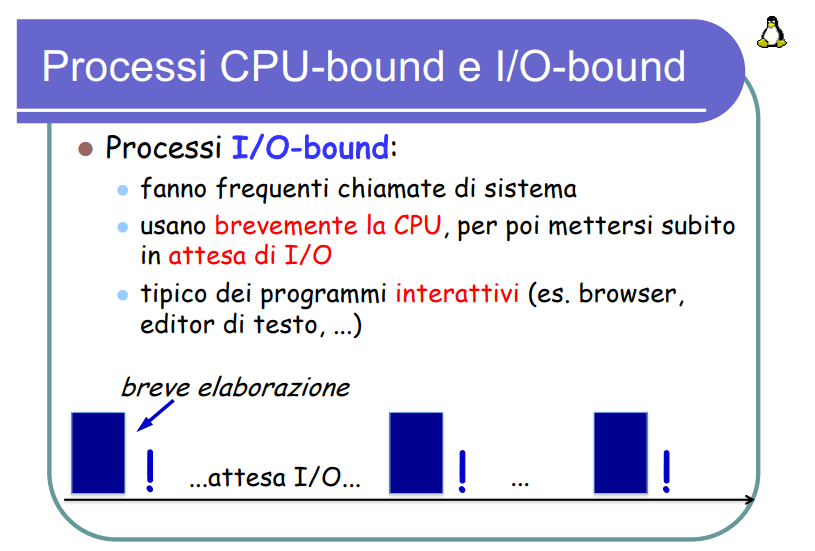 Processi CPU-bound e I/O-bound
Processi I/O-bound:
fanno frequenti chiamate di sistema
usano brevemente la CPU, per poi mettersi subito
in attesa di I/O
tipico dei programmi interattivi (es. browser,
editor di testo, ...)
breve elaborazione
! ...attesa I/O... ! ... !